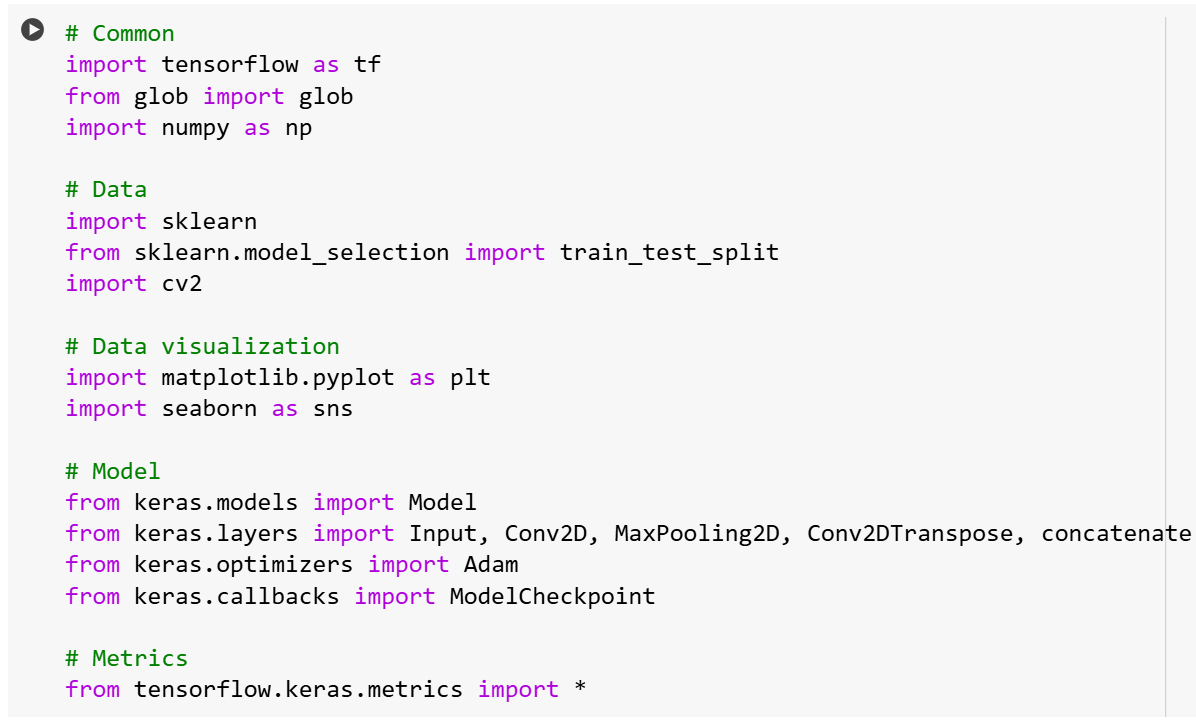 # Common
import tensorflow as tf
from glob import glob
import numpy as np
# Data
import sklearn
from sklearn.model_selection import train_test_split
import cv2
# Data visualization
import matplotlib.pyplot as plt
import seaborn as sns
# Model
from keras.models import Model
from keras.layers import Input, Conv2D, MaxPooling2D, Conv2DTranspose, concatenate
from keras.optimizers import Adam
from keras.callbacks import ModelCheckpoint
# Metrics
from tensorflow.keras.metrics import *